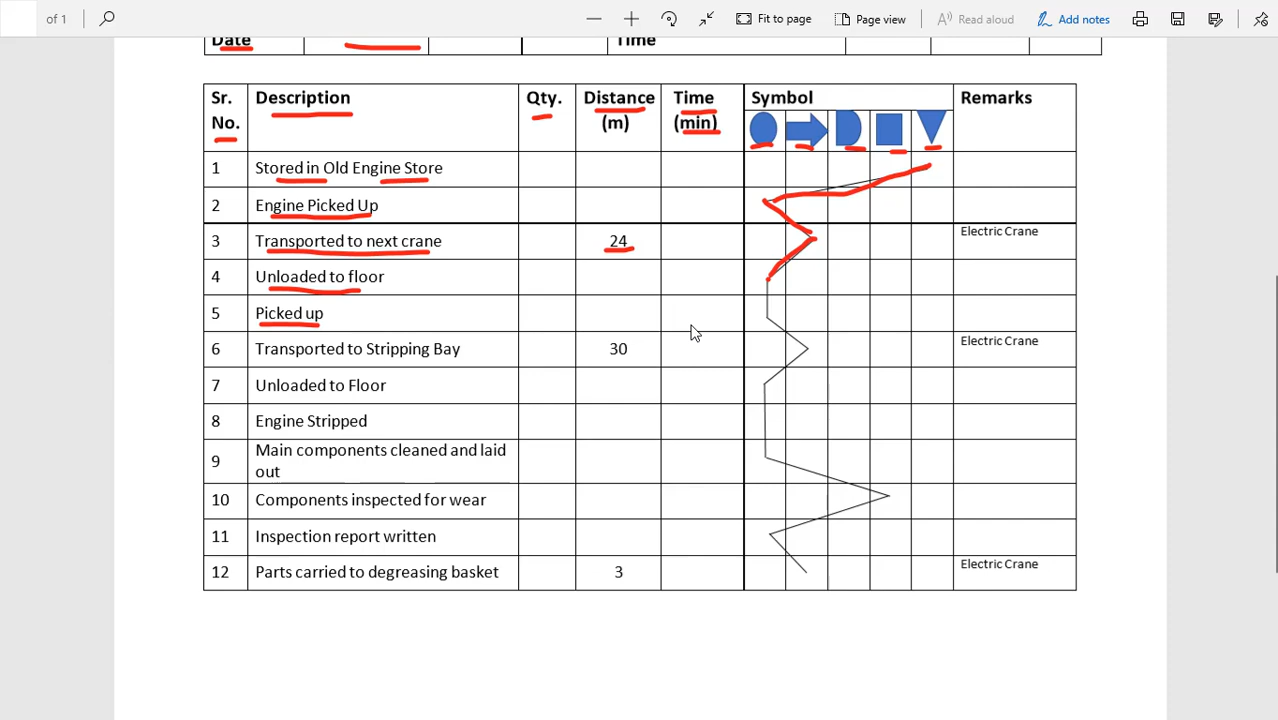 of 1
Fit to page
Page view
Read aloud
Add notes
Date
Time
Sr. No.
Description
Qty.
Distance (m)
Time (min)
Symbol
Remarks
1 Stored in Old Engine Store
2 Engine Picked Up
3 Transported to next crane 24 Electric Crane
4 Unloaded to floor
5 Picked up
6 Transported to Stripping Bay 30 Electric Crane
7 Unloaded to Floor
8 Engine Stripped
9 Main components cleaned and laid
out
10 Components inspected for wear
11 Inspection report written
12 Parts carried to degreasing basket 3 Electric Crane